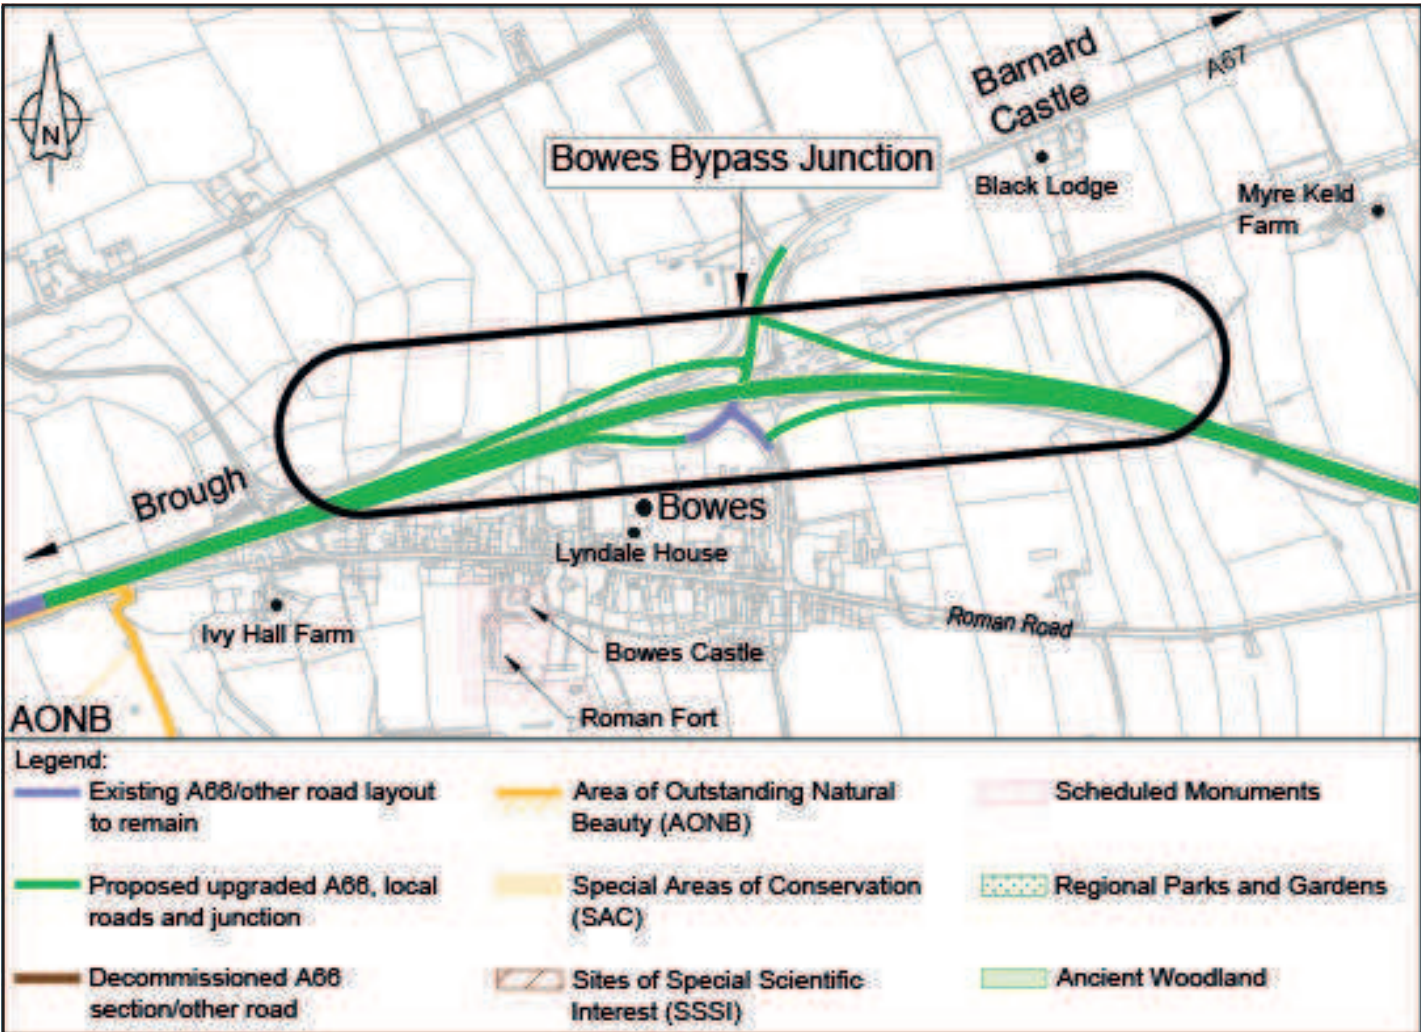 Barnard
Castle
A67
N
Bowes Bypass Junction
Black Lodge
Myre Keld
Farm
Brough
Bowes
Lyndale House
Ivy Hall Farm
Roman Road
Bowes Castle
Roman Fort
AONB
Legend:
Existing A66/other road layout
to remain
Area of Outstanding Natural
Beauty (AONB)
Scheduled Monuments
Proposed upgraded A66, local
roads and junction
Special Areas of Conservation
(SAC)
Regional Parks and Gardens
Decommissioned A66
section/other road
Sites of Special Scientific
Interest (SSSI)
Ancient Woodland